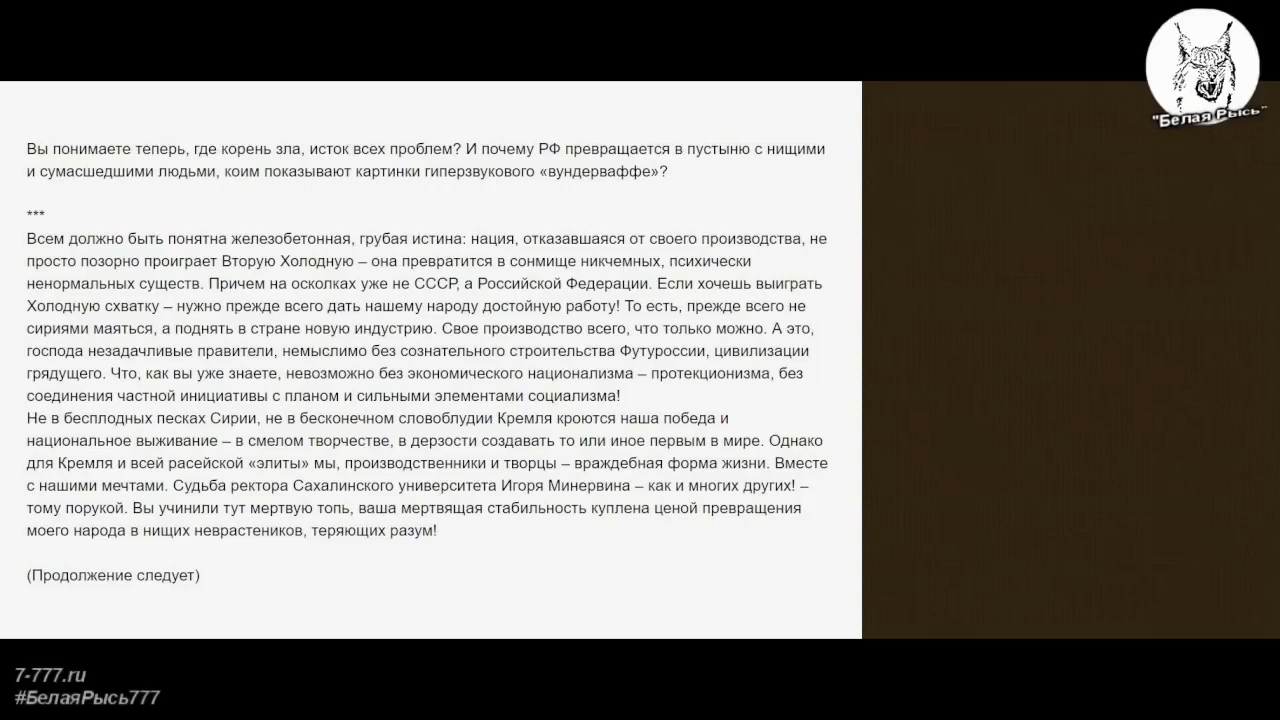 "Белая Рысь"
Вы понимаете теперь, где корень зла, исток всех проблем? И почему РФ превращается в пустыню с нищими
и сумасшедшими людьми, коим показывают картинки гиперзвукового «вундерваффе»?
***
Всем должно быть понятна железобетонная, грубая истина: нация, отказавшаяся от своего производства, не
просто позорно проиграет Вторую Холодную – она превратится в сонмище никчемных, психически
ненормальных существ. Причем на осколках уже не СССР, а Российской Федерации. Если хочешь выиграть
Холодную схватку – нужно прежде всего дать нашему народу достойную работу! То есть, прежде всего не
сириями маяться, а поднять в стране новую индустрию. Свое производство всего, что только можно. А это,
господа незадачливые правители, немыслимо без сознательного строительства Футуроссии, цивилизации
грядущего. Что, как вы уже знаете, невозможно без экономического национализма – протекционизма, без
соединения частной инициативы с планом и сильными элементами социализма!
Не в бесплодных песках Сирии, не в бесконечном словоблудии Кремля кроются наша победа и
национальное выживание – в смелом творчестве, в дерзости создавать то или иное первым в мире. Однако
для Кремля и всей расейской «элиты» мы, производственники и творцы – враждебная форма жизни. Вместе
с нашими мечтами. Судьба ректора Сахалинского университета Игоря Минервина – как и многих других! –
тому порукой. Вы учинили тут мертвую топь, ваша мертвящая стабильность куплена ценой превращения
моего народа в нищих неврастеников, теряющих разум!
(Продолжение следует)
7-777.ru
#БелаяРысь777